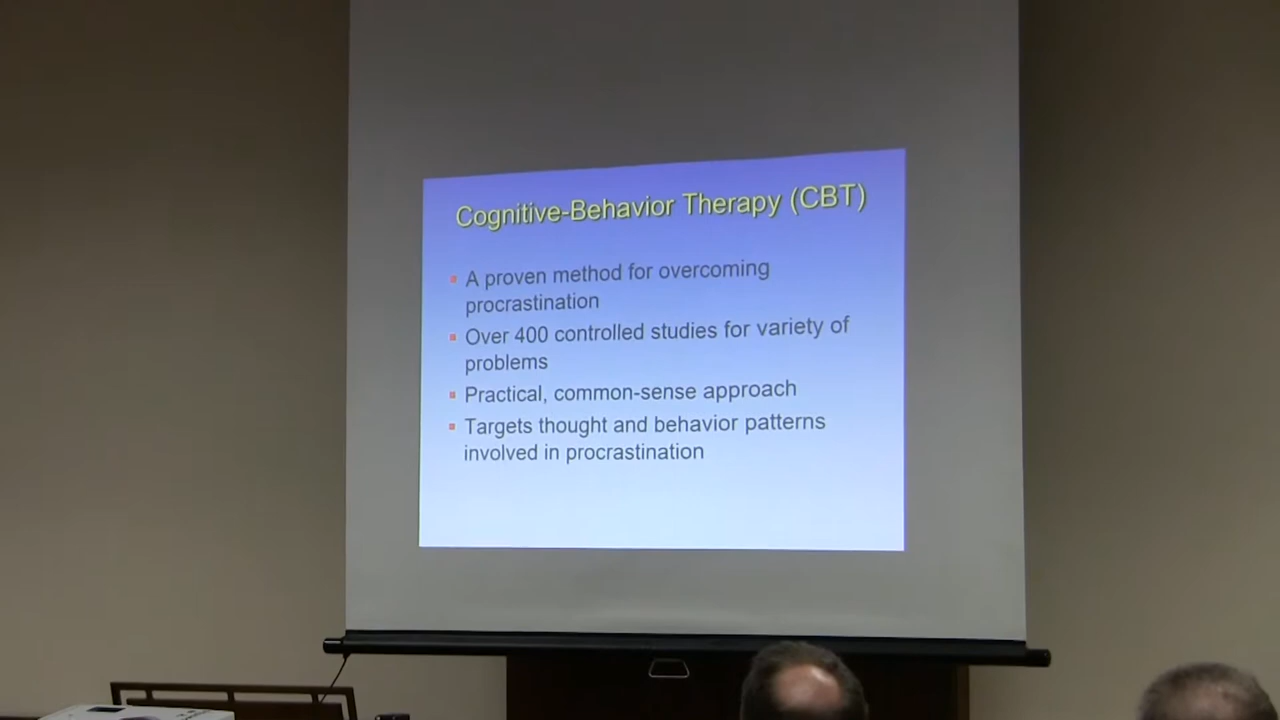 Cognitive-Behavior Therapy (CBT)
A proven method for overcoming
procrastination
Over 400 controlled studies for variety of
problems
Practical, common-sense approach
Targets thought and behavior patterns
involved in procrastination